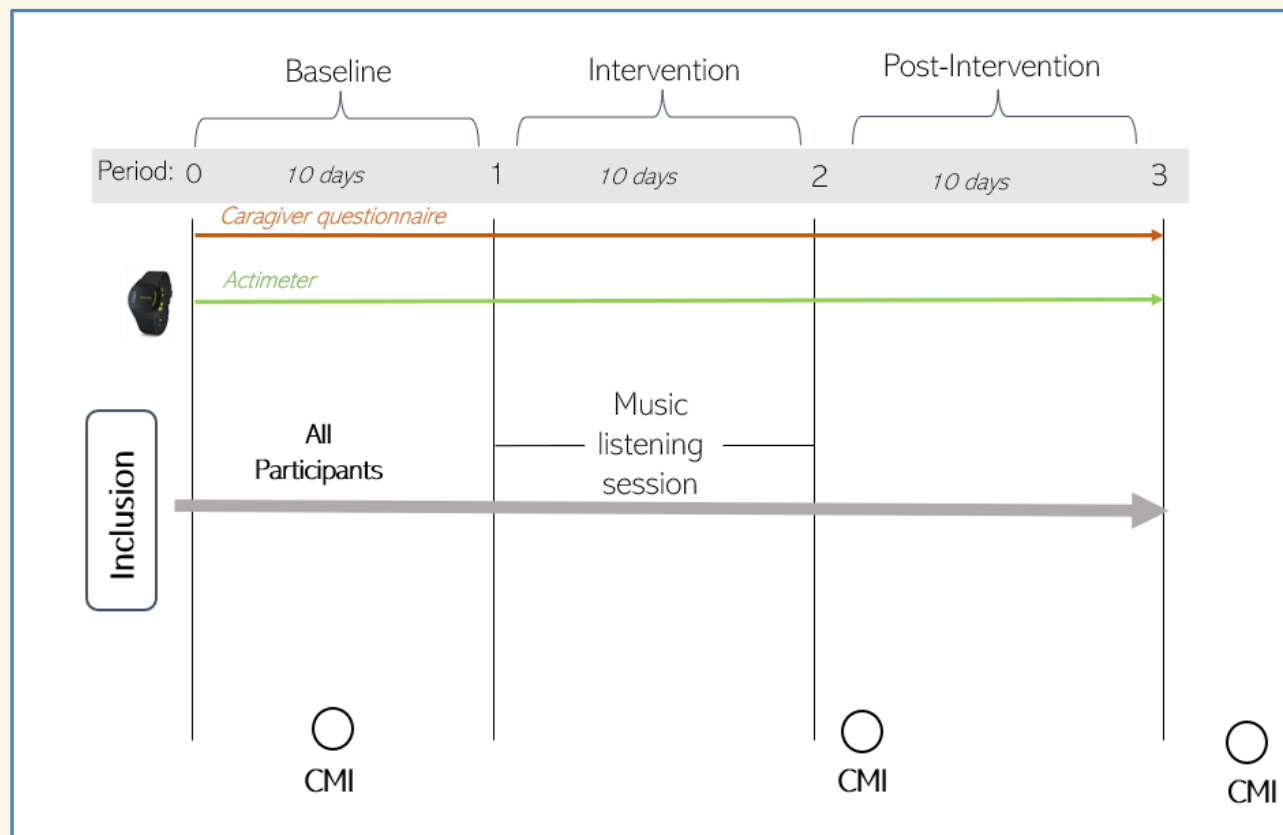 Baseline
Intervention
Post-Intervention
Period: 0 10 days 1 10 days 2 10 days 3
Caragiver questionnaire
Actimeter
Inclusion
All
Participants
Music
listening
session
CMI
CMI
CMI